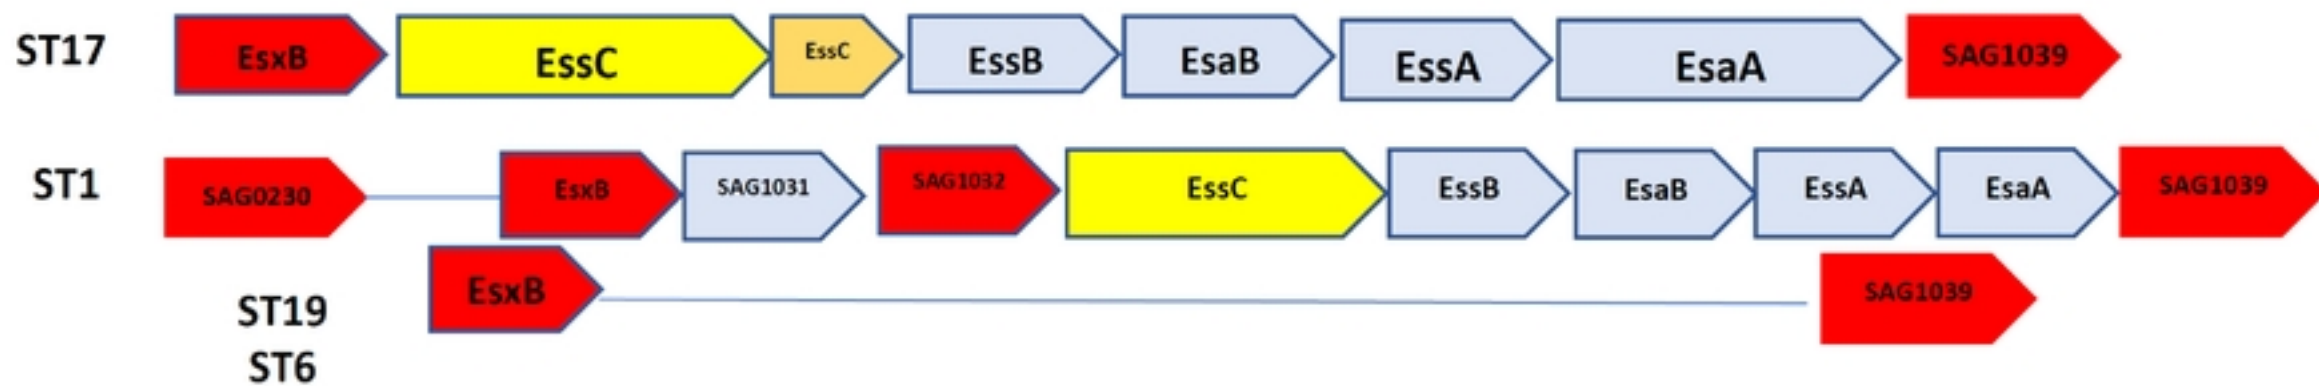 ST17 EsxB EssC EssC EssB EsaB EssA EsaA SAG1039
ST1 SAG0230 EsxB SAG1031 SAG1032 EssC EssB EsaB EssA EsaA SAG1039
ST19 EsxB SAG1039
ST6